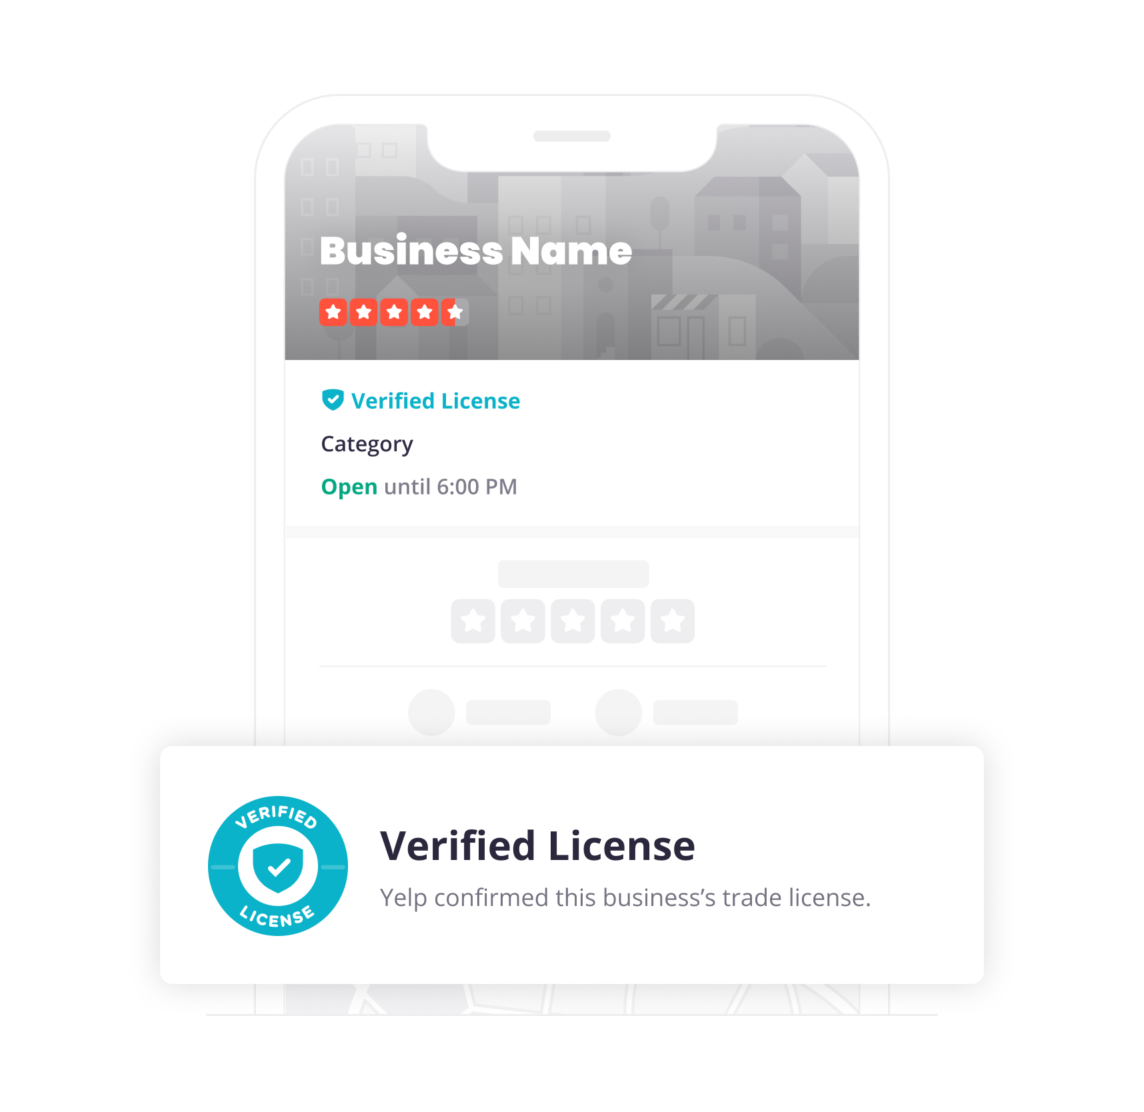 Business Name
Verified License
Category
Open until 6:00 PM
VERIFIED
LICENSE
Verified License
Yelp confirmed this business’s trade license.